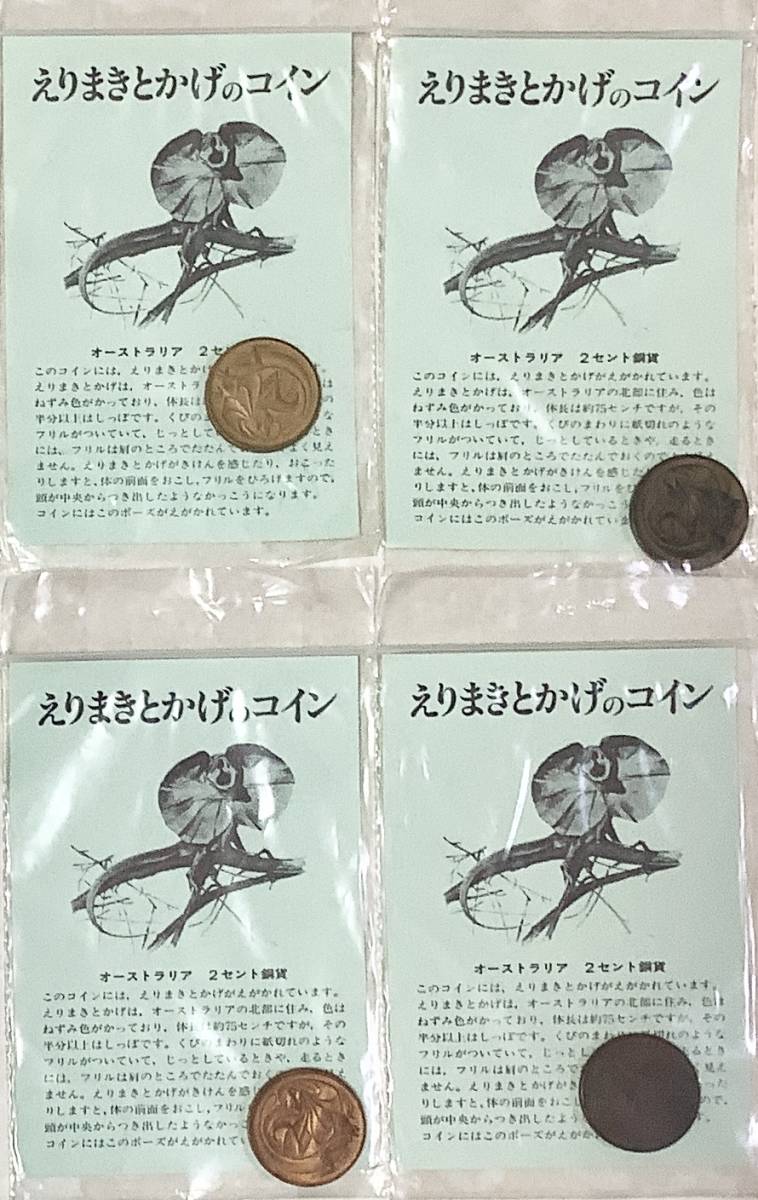 えりまきとかげのコイン
オーストラリア 2セ
このコインには、えりまきとか す。
えりまきとかげは、オースト は
ねずみ色がかっており、体長は の
半分以上はしっぽです。くびの な
フリルがついていて、じっとして とき
には、フリルは肩のところでたたん よく見え
ません。えりまきとかげがきけんを感じたり、おこった
りしますと、体の前面をおこし、フリルをひろげますので、
頭が中央からつき出したようなかっこうになります。
コインにはこのポーズがえがかれています。
えりまきとかげのコイン
オーストラリア 2セント銅貨
このコインには、えりまきとかげがえがかれています。
えりまきとかげは、オーストラリアの北部に住み、色は
ねずみ色がかっており、体長は約75センチですが、その
半分以上はしっぽです。くびのまわりに紙切れのような
フリルがついていて、じっとしているときや、走るとき
には、フリルは肩のところでたたんでおくので
ません。えりまきとかげがきけんを感じたり
りしますと、体の前面をおこし、フリルをひ
頭が中央からつき出したようなかっこう
コインにはこのポーズがえがかれていま
えりまきとかげのコイン
オーストラリア 2セント銅貨
このコインには、えりまきとかげがえがかれています。
えりまきとかげは、オーストラリアの北部に住み、色は
ねずみ色がかっており、体長は約75センチですが、その
半分以上はしっぽです。くびのまわりに紙切れのような
フリルがついていて、じっとしているときや、走るとき
には、フリルは肩のところでたたんでおく 見え
ません。えりまきとかげがきけんを感じ
りしますと、体の前面をおこし、フリル
頭が中央からつき出したようなかっこ
コインにはこのポーズがえがかれてい
えりまきとかげのコイン
オーストラリア 2セント銅貨
このコインには、えりまきとかげがえがかれています。
えりまきとかげは、オーストラリアの北部に住み、色は
ねずみ色がかっており、体長は約75センチですが、その
半分以上はしっぽです。くびのまわりに紙切れのような
フリルがついていて、じっとし るとき
には、フリルは肩のところでた 見え
ません。えりまきとかげがき った
りしますと、体の前面をおこし ので、
頭が中央からつき出したよう す。
コインにはこのポーズがえがか